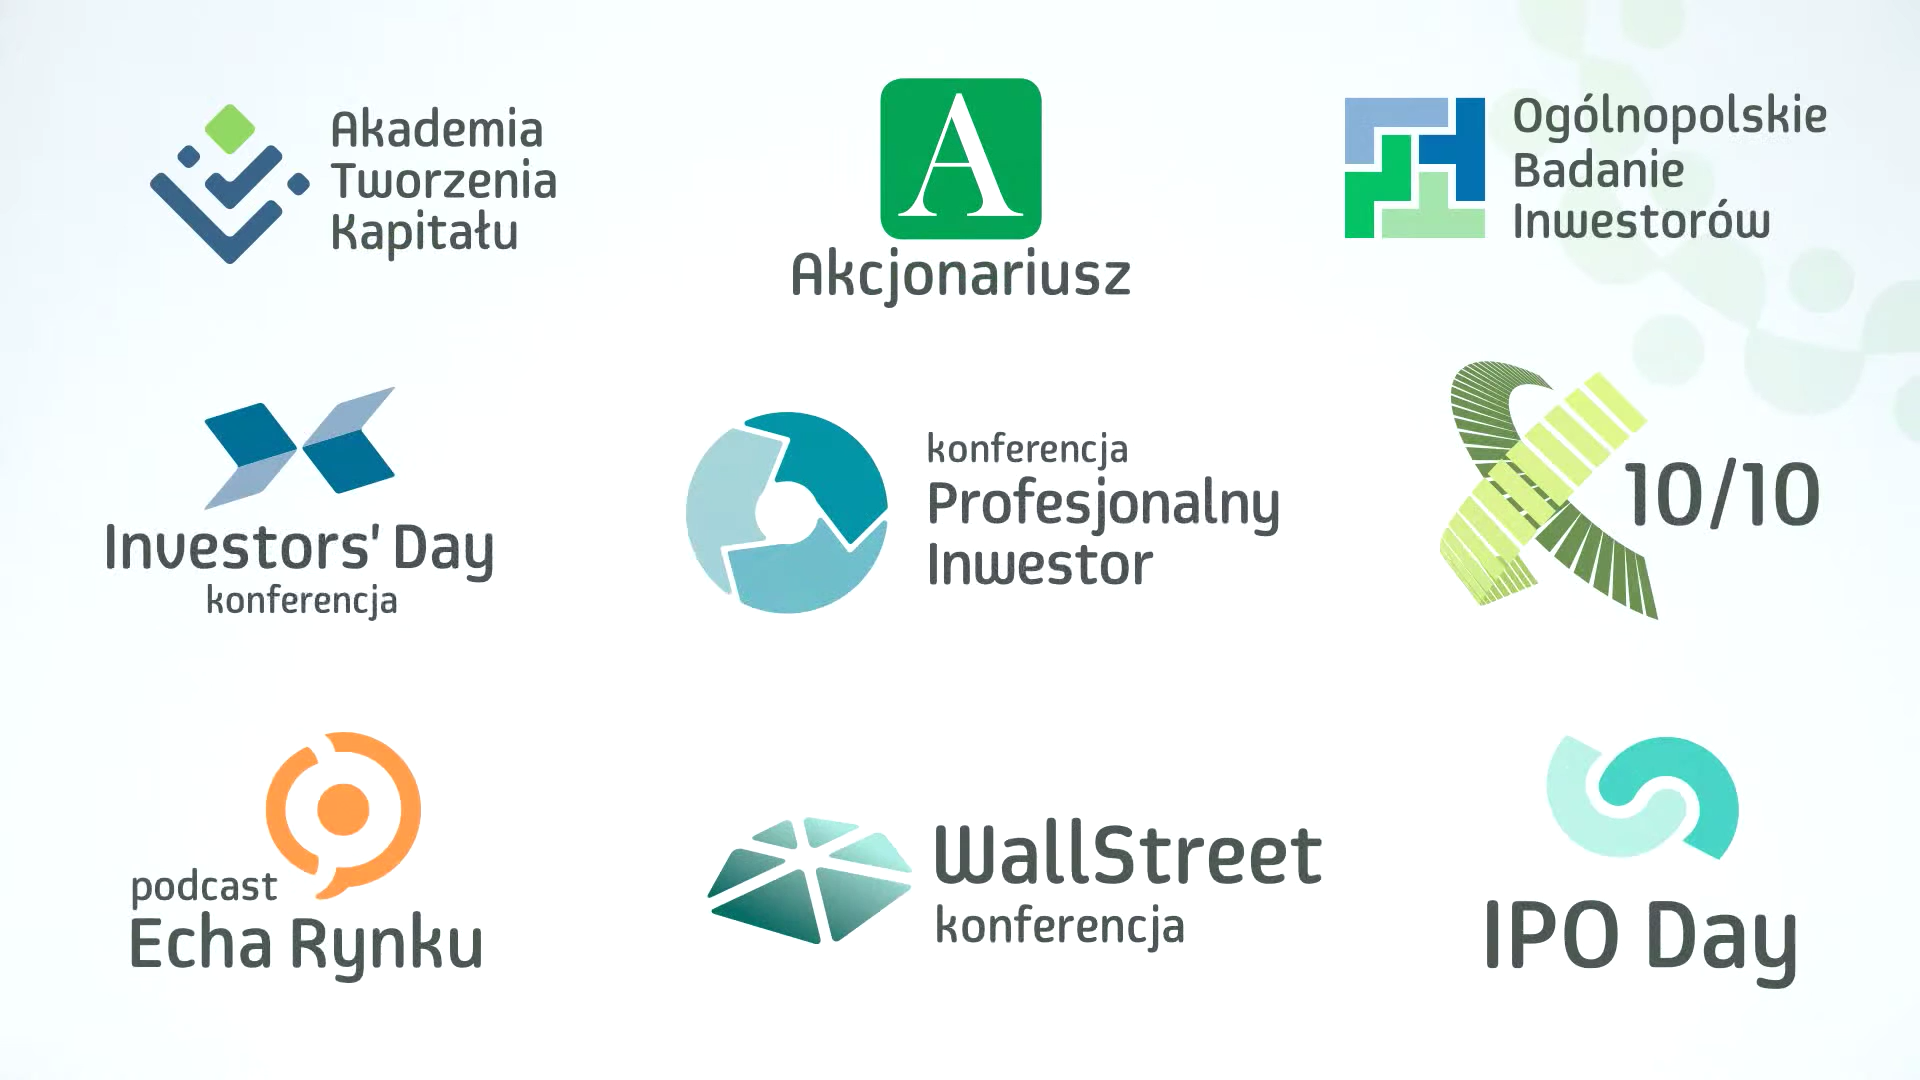 Akademia
Tworzenia
Kapitału
A
Akcjonariusz
Ogólnopolskie
Badanie
Inwestorów
Investors' Day
konferencja
konferencja
Profesjonalny
Inwestor
10/10
podcast
Echa Rynku
WallStreet
konferencja
IPO Day